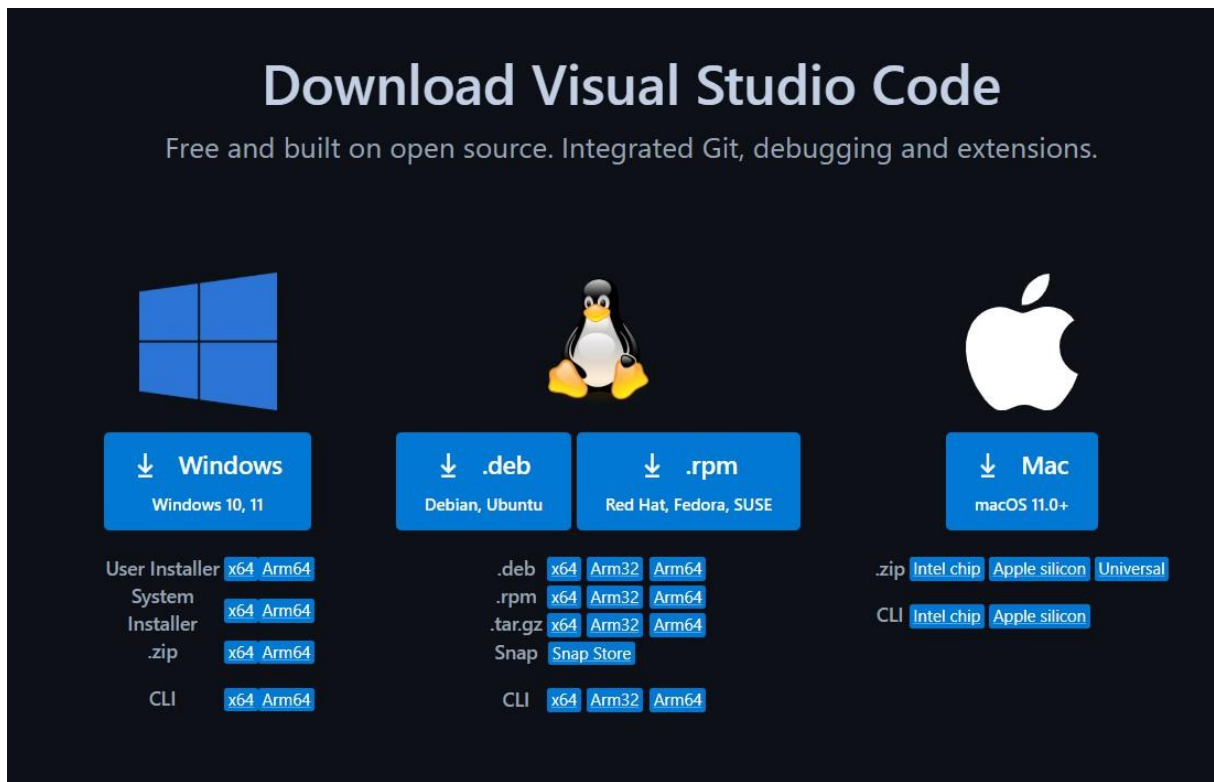 Download Visual Studio Code
Free and built on open source. Integrated Git, debugging and extensions.
Windows
Windows 10, 11
User Installer x64 Arm64
System
Installer x64 Arm64
.zip x64 Arm64
CLI x64 Arm64
.deb
Debian, Ubuntu
.rpm
Red Hat, Fedora, SUSE
.deb x64 Arm32 Arm64
.rpm x64 Arm32 Arm64
.tar.gz x64 Arm32 Arm64
Snap Snap Store
CLI x64 Arm32 Arm64
Mac
macOS 11.0+
.zip Intel chip Apple silicon Universal
CLI Intel chip Apple silicon